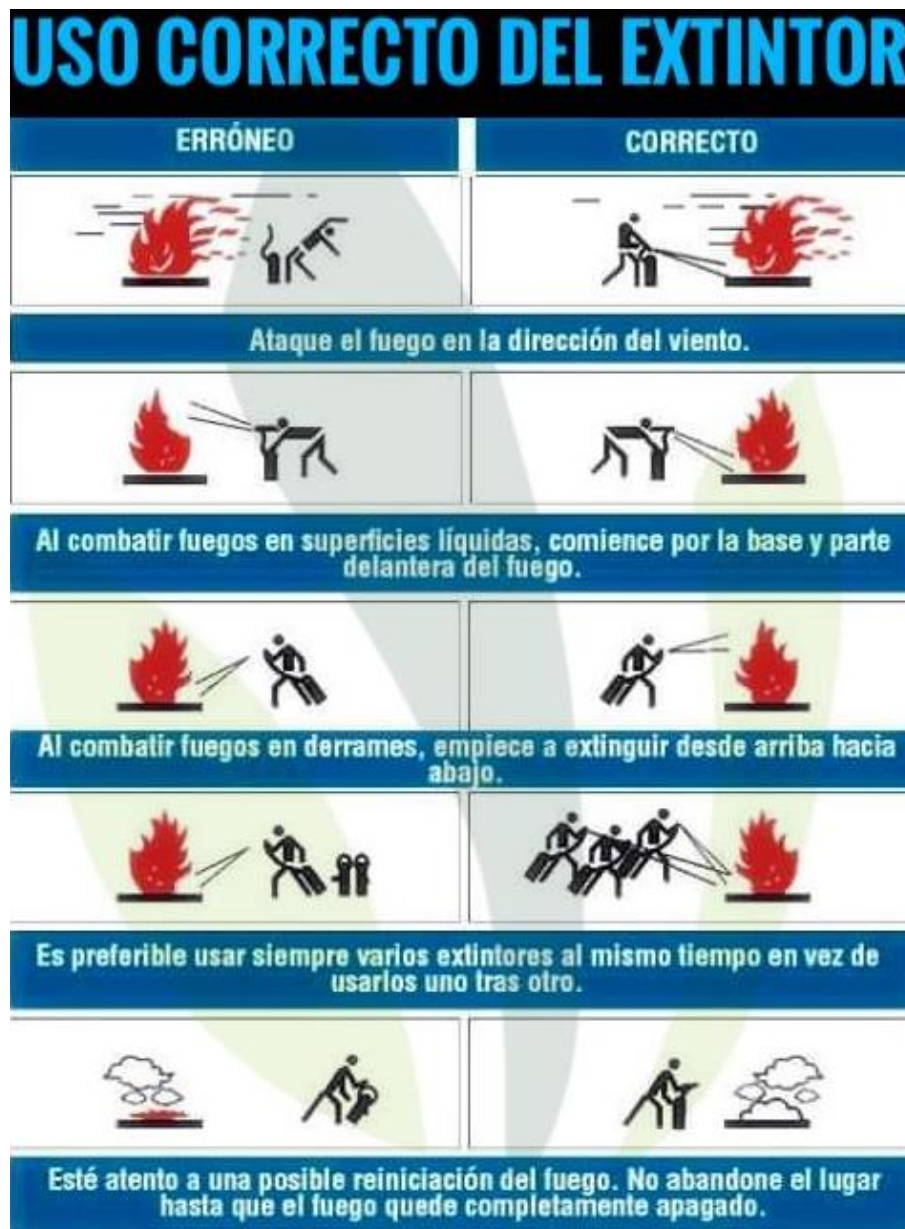 USO CORRECTO DEL EXTINTOR
ERRÓNEO
CORRECTO
Ataque el fuego en la dirección del viento.
Al combatir fuegos en superficies líquidas, comience por la base y parte
delantera del fuego.
Al combatir fuegos en derrames, empiece a extinguir desde arriba hacia
abajo.
Es preferible usar siempre varios extintores al mismo tiempo en vez de
usarlos uno tras otro.
Esté atento a una posible reiniciación del fuego. No abandone el lugar
hasta que el fuego quede completamente apagado.